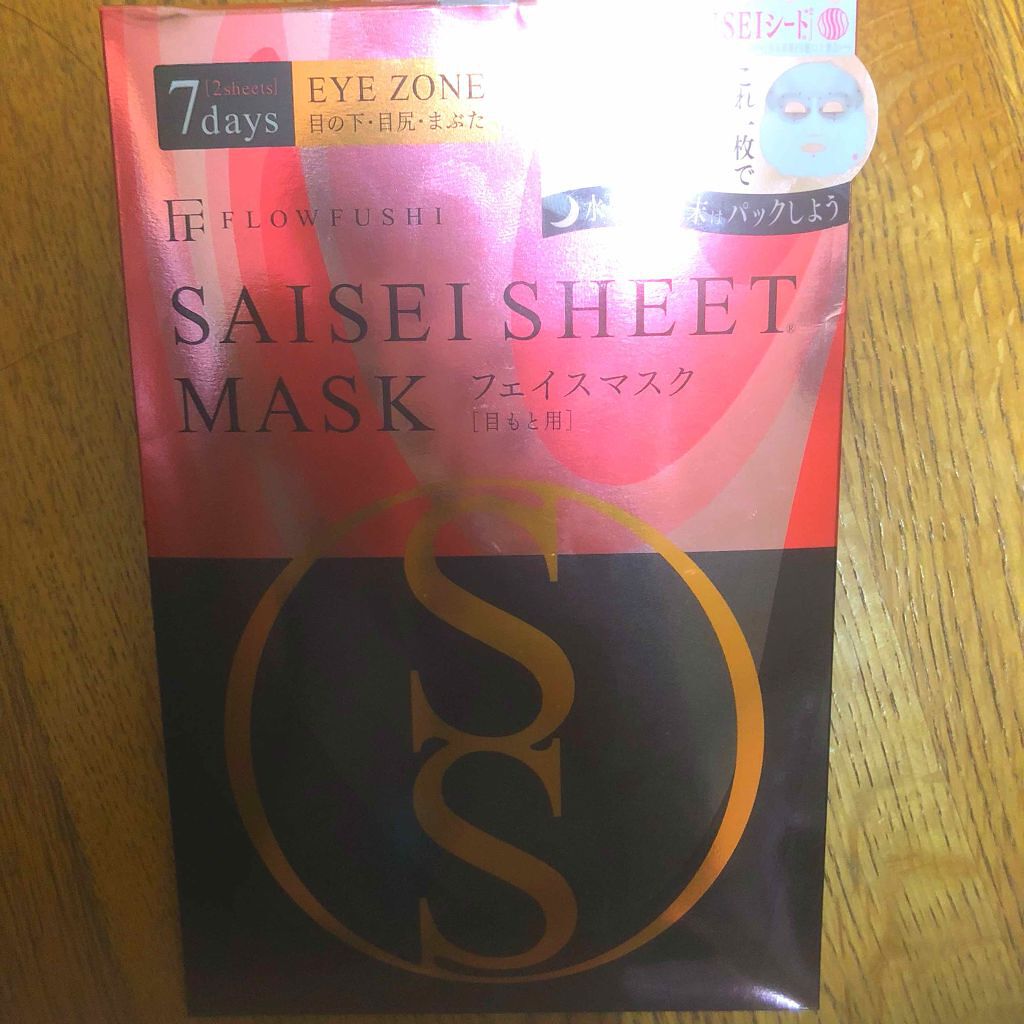 7 days
[2sheets]
EYE ZONE
目の下・目尻・まぶた
SEIシード
これ一枚で
水
末はパックしよう
FF FLOWFUSHI
SAISEI SHEET®
MASK フェイスマスク
[目もと用]
SS